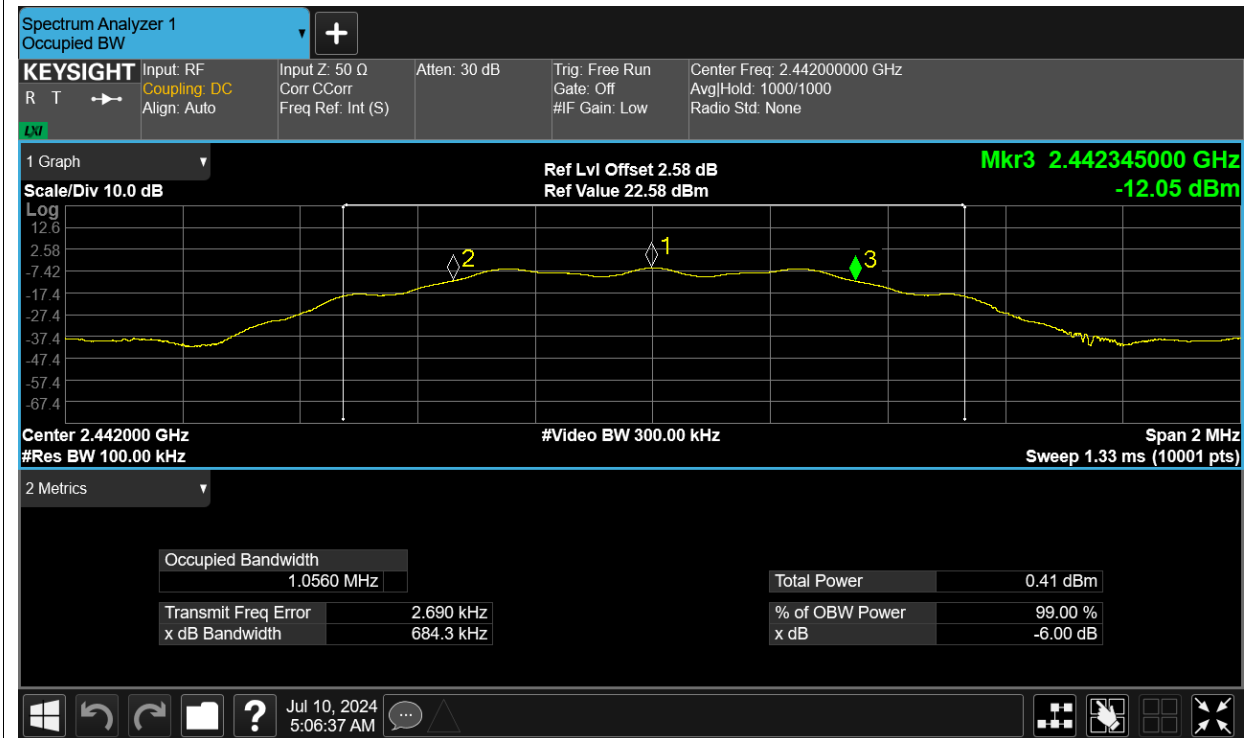 Spectrum Analyzer 1
Occupied BW
+
KEYSIGHT
R T
LXI
Input: RF
Coupling: DC
Align: Auto
Input Z: 50 Ω
Corr CCorr
Freq Ref: Int (S)
Atten: 30 dB
Trig: Free Run
Gate: Off
#IF Gain: Low
Center Freq: 2.442000000 GHz
Avg|Hold: 1000/1000
Radio Std: None
1 Graph
Scale/Div 10.0 dB
Ref Lvl Offset 2.58 dB
Ref Value 22.58 dBm
Mkr3 2.442345000 GHz
-12.05 dBm
Log
12.6
2.58
-7.42
-17.4
-27.4
-37.4
-47.4
-57.4
-67.4
2
1
3
Center 2.442000 GHz
#Video BW 300.00 kHz
Span 2 MHz
#Res BW 100.00 kHz
Sweep 1.33 ms (10001 pts)
2 Metrics
Occupied Bandwidth
1.0560 MHz
Total Power 0.41 dBm
Transmit Freq Error 2.690 kHz
% of OBW Power 99.00 %
x dB Bandwidth 684.3 kHz
x dB -6.00 dB
?
Jul 10, 2024
5:06:37 AM